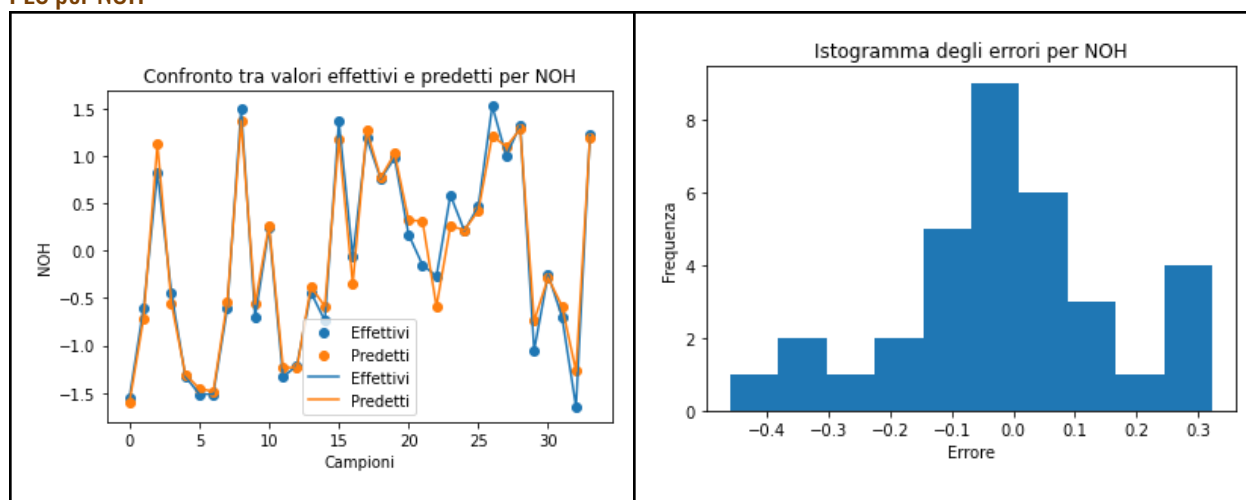 PLS per NOH
Confronto tra valori effettivi e predetti per NOH
1.5
1.0
0.5
0.0
−0.5
−1.0
−1.5
NOH
Effettivi
Predetti
Effettivi
Predetti
0 5 10 15 20 25 30
Campioni
Istogramma degli errori per NOH
8
6
4
2
0
Frequenza
−0.4 −0.3 −0.2 −0.1 0.0 0.1 0.2 0.3
Errore